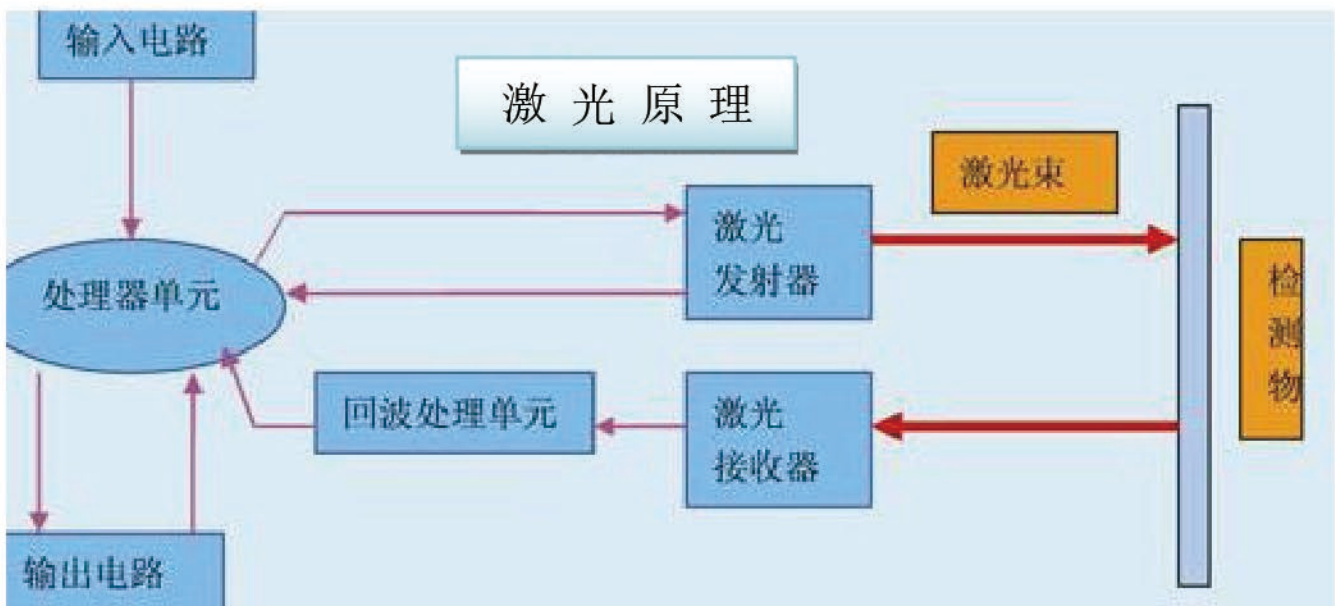 输入电路
激光原理
激光束
激光
发射器
处理器单元
检
测
物
回波处理单元
激光
接收器
输出电路